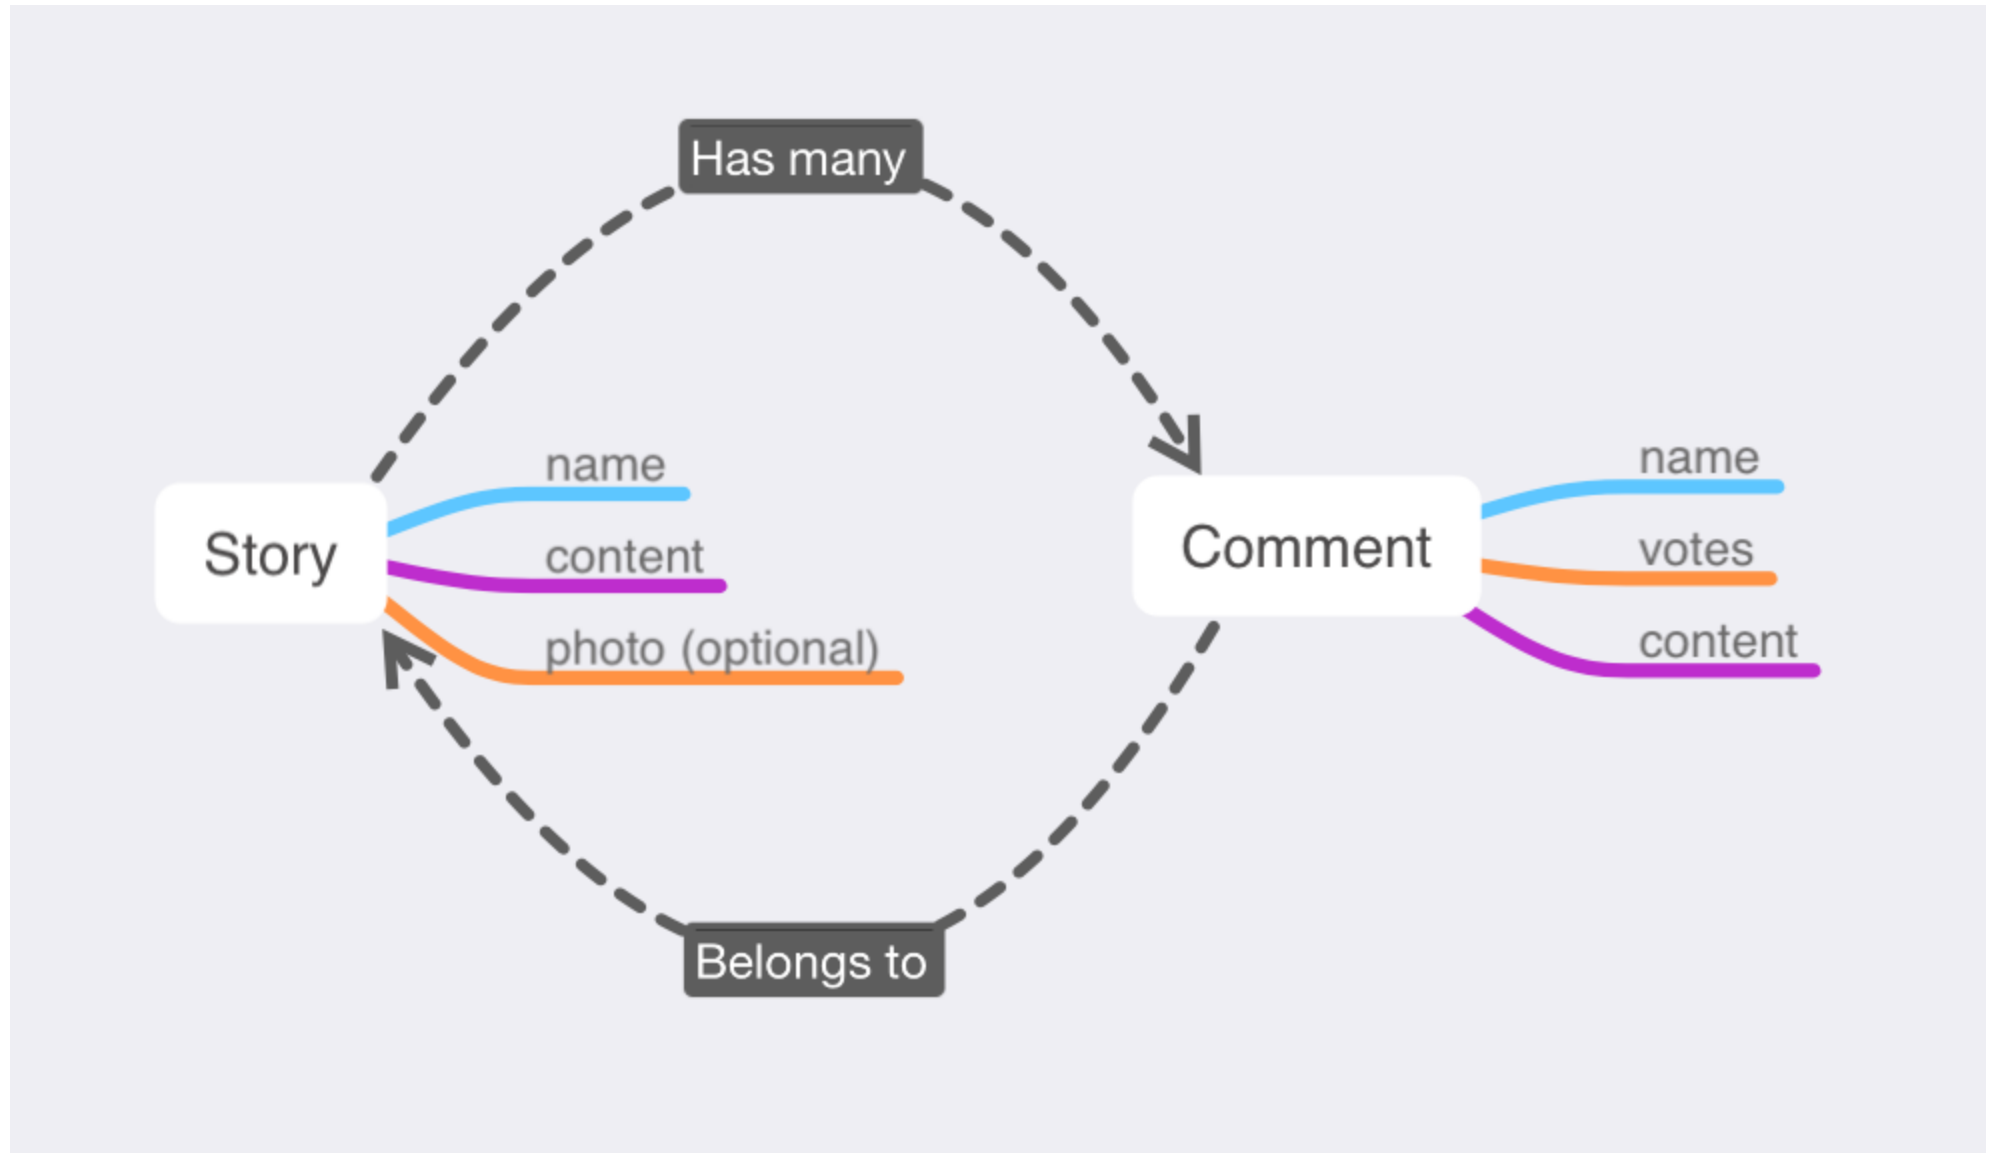 Has many
Story
name
content
photo (optional)
Comment
name
votes
content
Belongs to